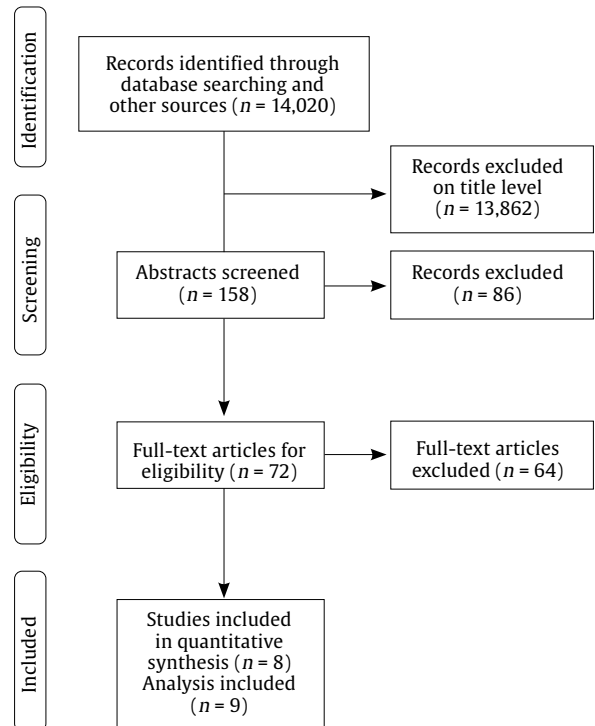 Identification
Records identified through
database searching and
other sources (n = 14,020)
Records excluded
on title level
(n = 13,862)
Screening
Abstracts screened
(n = 158)
Records excluded
(n = 86)
Eligibility
Full-text articles for
eligibility (n = 72)
Full-text articles
excluded (n = 64)
Included
Studies included
in quantitative
synthesis (n = 8)
Analysis included
(n = 9)